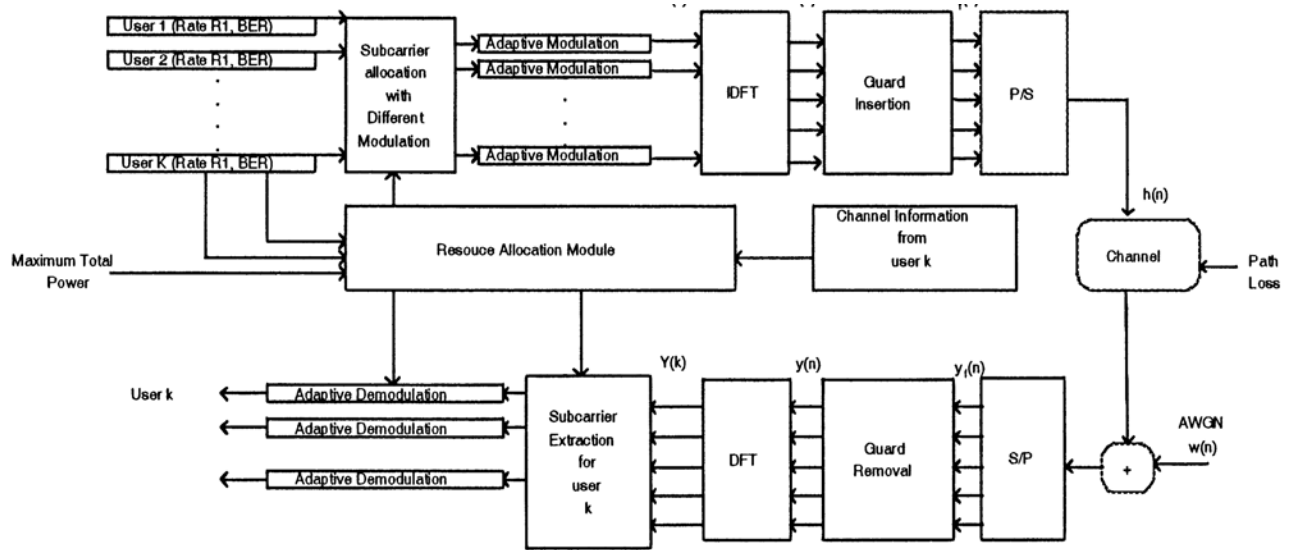 User 1 (Rate R1, BER)
User 2 (Rate R1, BER)
User K (Rate R1, BER)
Subcarrier
allocation
with
Different
Modulation
Adaptive Modulation
Adaptive Modulation
Adaptive Modulation
IDFT
Guard
Insertion
P/S
h(n)
Maximum Total
Power
Resouce Allocation Module
Channel Information
from
user k
Channel
Path
Loss
User k
Adaptive Demodulation
Adaptive Demodulation
Adaptive Demodulation
Subcarrier
Extraction
for
user
k
Y(k)
DFT
y(n)
Guard
Removal
y_f(n)
S/P
+
AWGN
w(n)